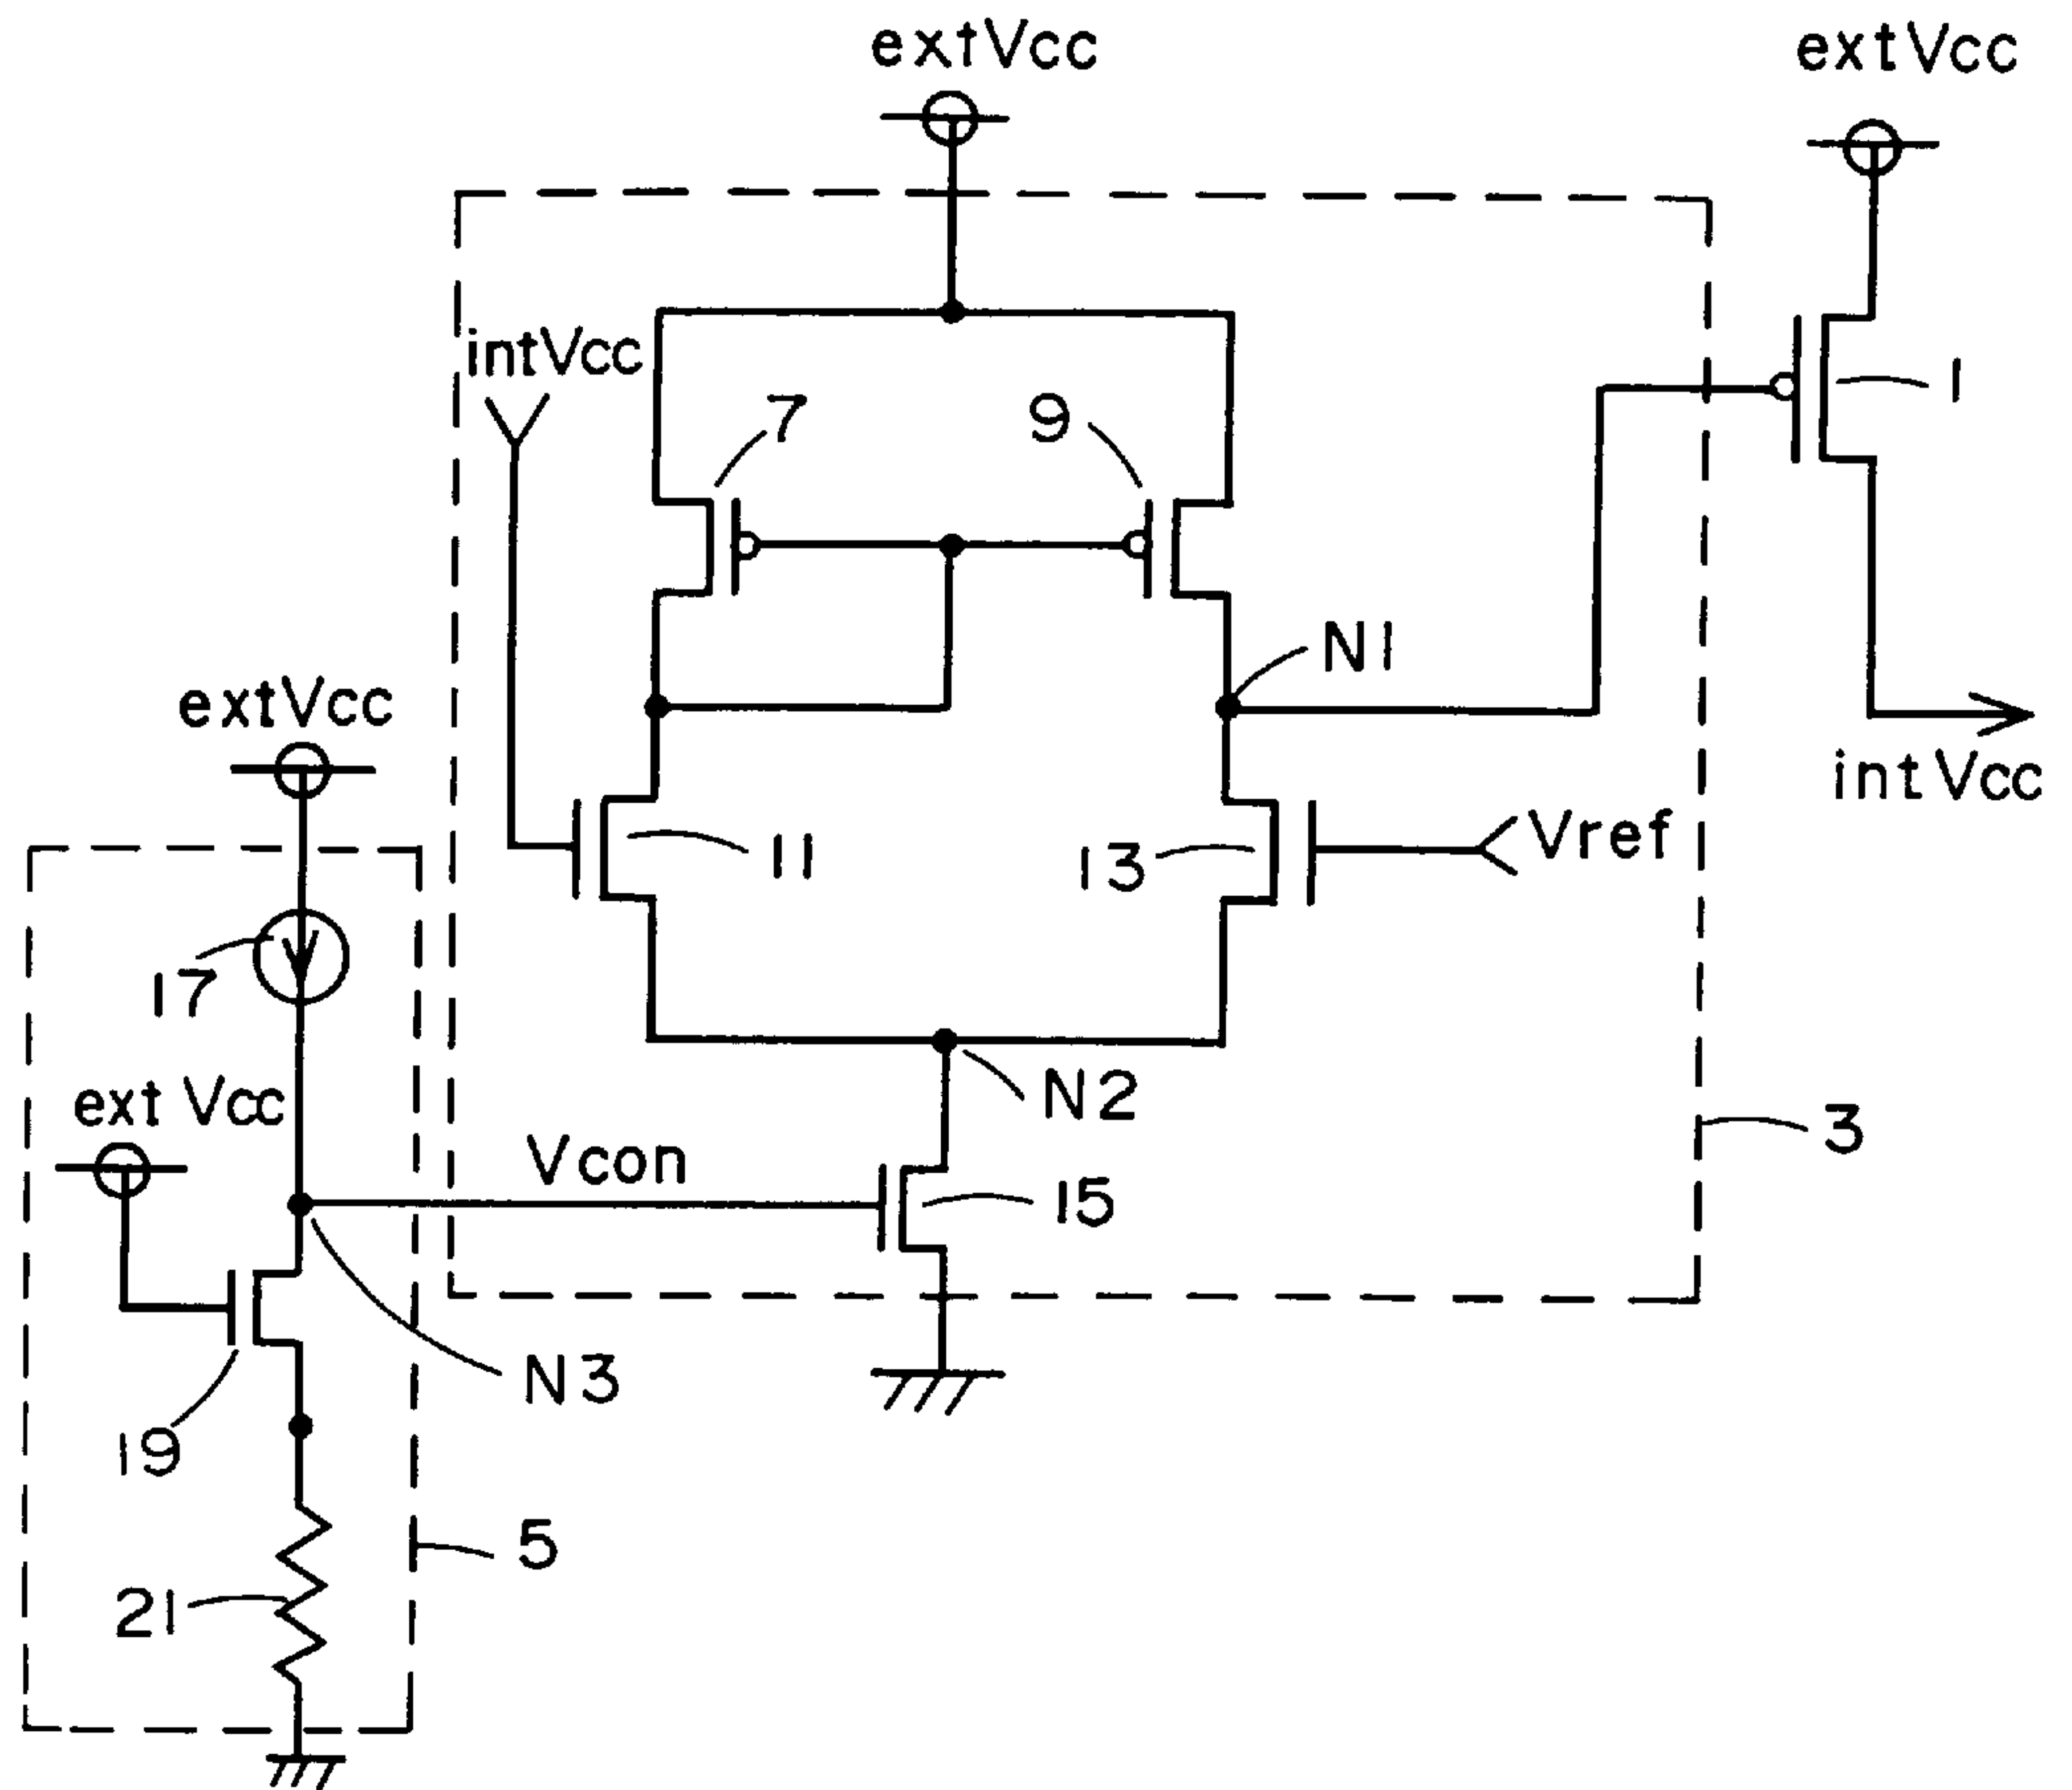 extVcc
extVcc
intVcc
7
9
1
N1
extVcc
intVcc
11
13
Vref
17
N2
ext Vcc
3
Vcon
15
N3
19
5
21